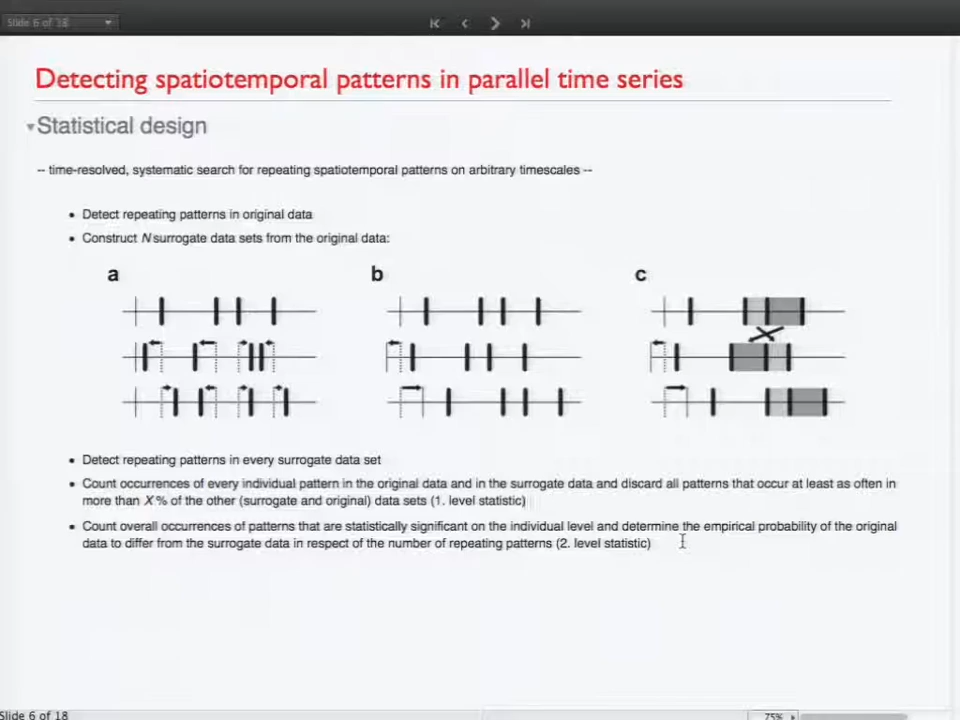 Slide 6 of 18
Detecting spatiotemporal patterns in parallel time series
Statistical design
-- time-resolved, systematic search for repeating spatiotemporal patterns on arbitrary timescales --
• Detect repeating patterns in original data
• Construct N surrogate data sets from the original data:
a b c
• Detect repeating patterns in every surrogate data set
• Count occurrences of every individual pattern in the original data and in the surrogate data and discard all patterns that occur at least as often in
more than X % of the other (surrogate and original) data sets (1. level statistic)
• Count overall occurrences of patterns that are statistically significant on the individual level and determine the empirical probability of the original
data to differ from the surrogate data in respect of the number of repeating patterns (2. level statistic)
Slide 6 of 18
75%